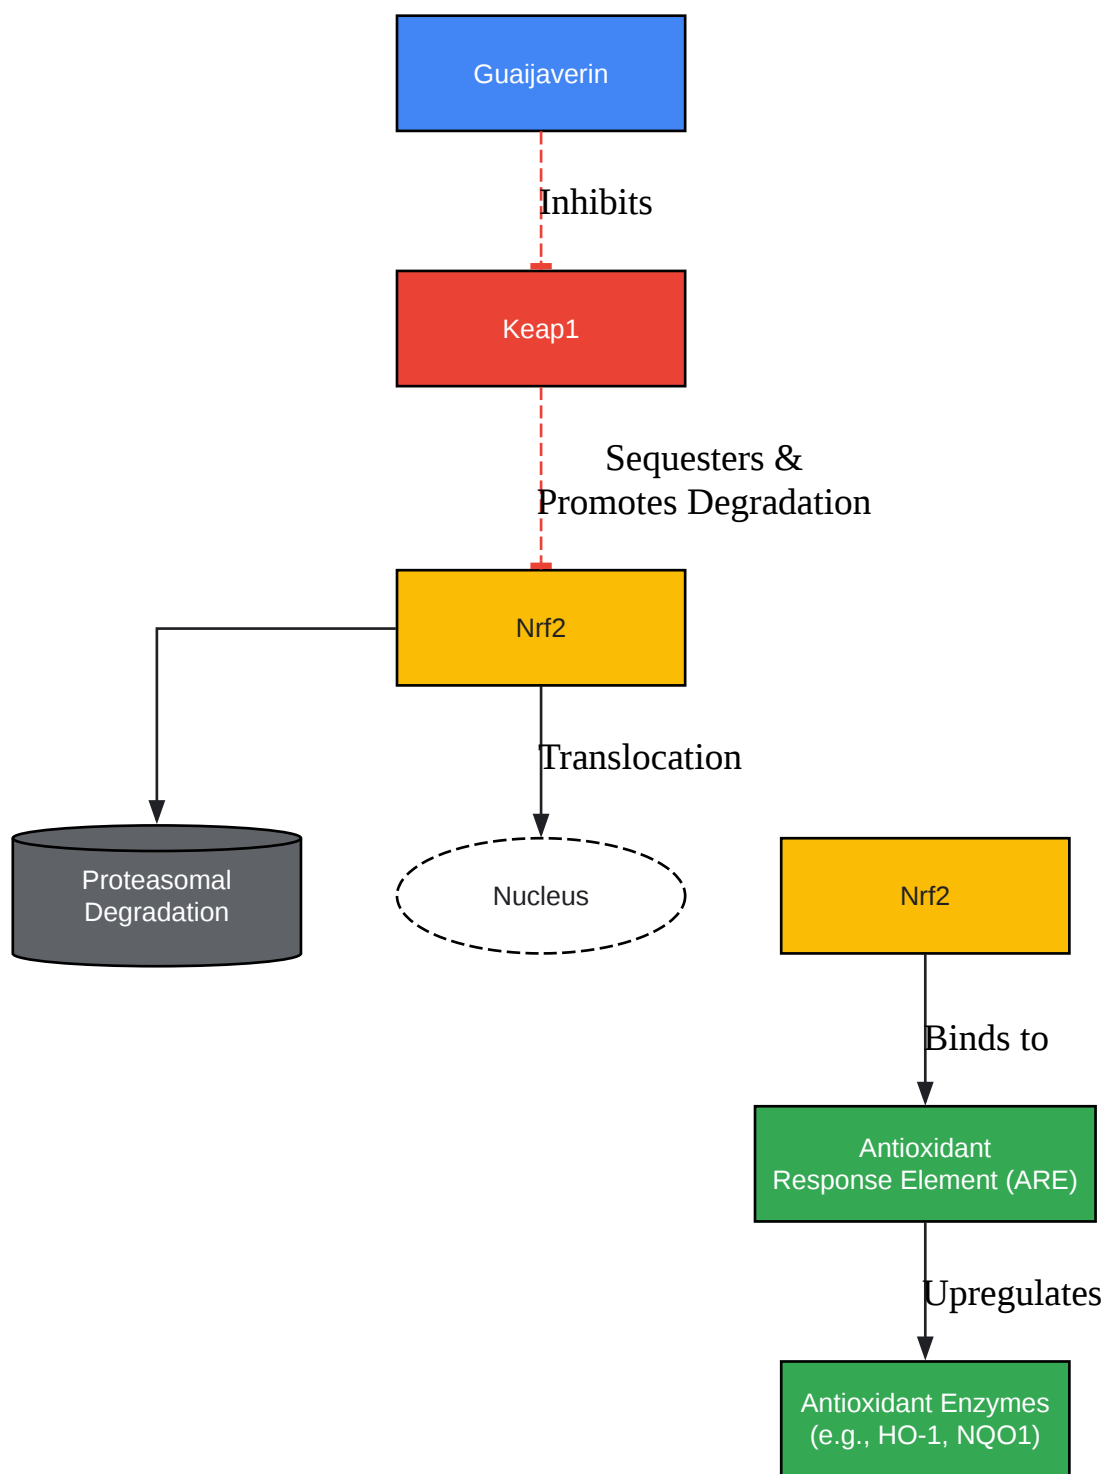 Guaijaverin
Inhibits
Keap1
Sequesters &
Promotes Degradation
Nrf2
Translocation
Proteasomal
Degradation
Nucleus
Nrf2
Binds to
Antioxidant
Response Element (ARE)
Upregulates
Antioxidant Enzymes
(e.g., HO-1, NQO1)